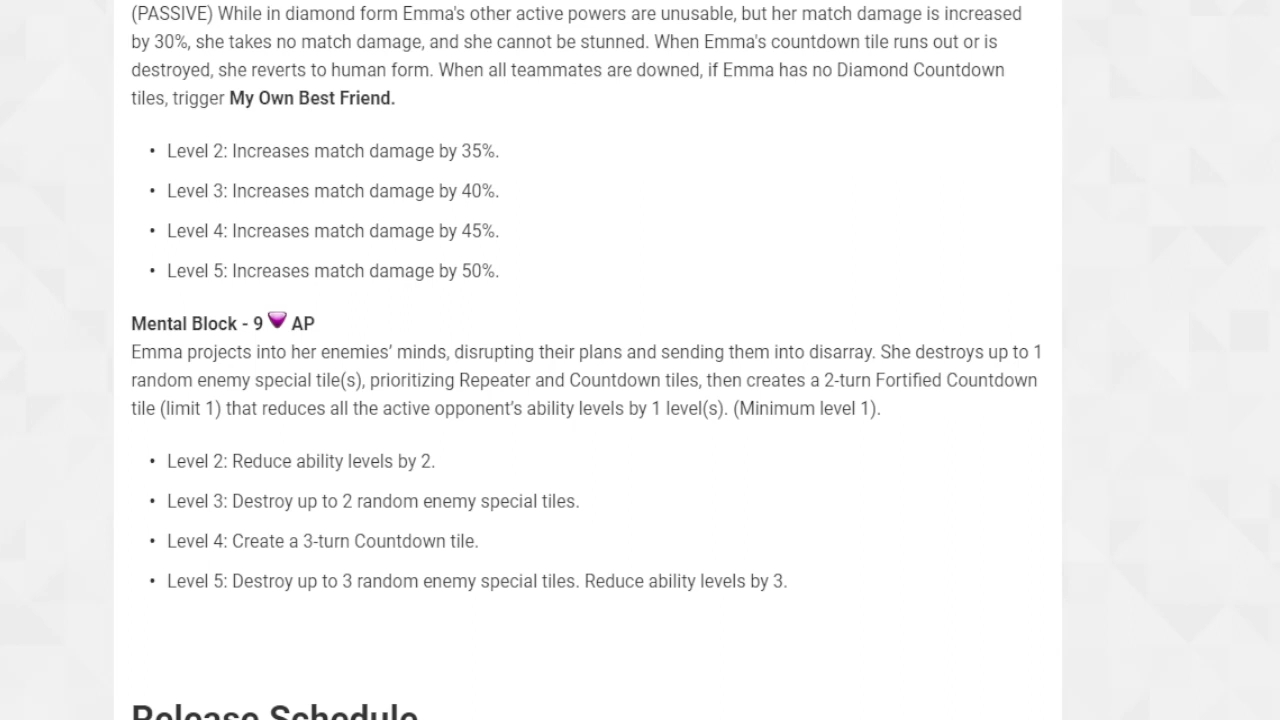 (PASSIVE) While in diamond form Emma's other active powers are unusable, but her match damage is increased
by 30%, she takes no match damage, and she cannot be stunned. When Emma's countdown tile runs out or is
destroyed, she reverts to human form. When all teammates are downed, if Emma has no Diamond Countdown
tiles, trigger My Own Best Friend.
• Level 2: Increases match damage by 35%.
• Level 3: Increases match damage by 40%.
• Level 4: Increases match damage by 45%.
• Level 5: Increases match damage by 50%.
Mental Block - 9 AP
Emma projects into her enemies’ minds, disrupting their plans and sending them into disarray. She destroys up to 1
random enemy special tile(s), prioritizing Repeater and Countdown tiles, then creates a 2-turn Fortified Countdown
tile (limit 1) that reduces all the active opponent’s ability levels by 1 level(s). (Minimum level 1).
• Level 2: Reduce ability levels by 2.
• Level 3: Destroy up to 2 random enemy special tiles.
• Level 4: Create a 3-turn Countdown tile.
• Level 5: Destroy up to 3 random enemy special tiles. Reduce ability levels by 3.
Release Schedule